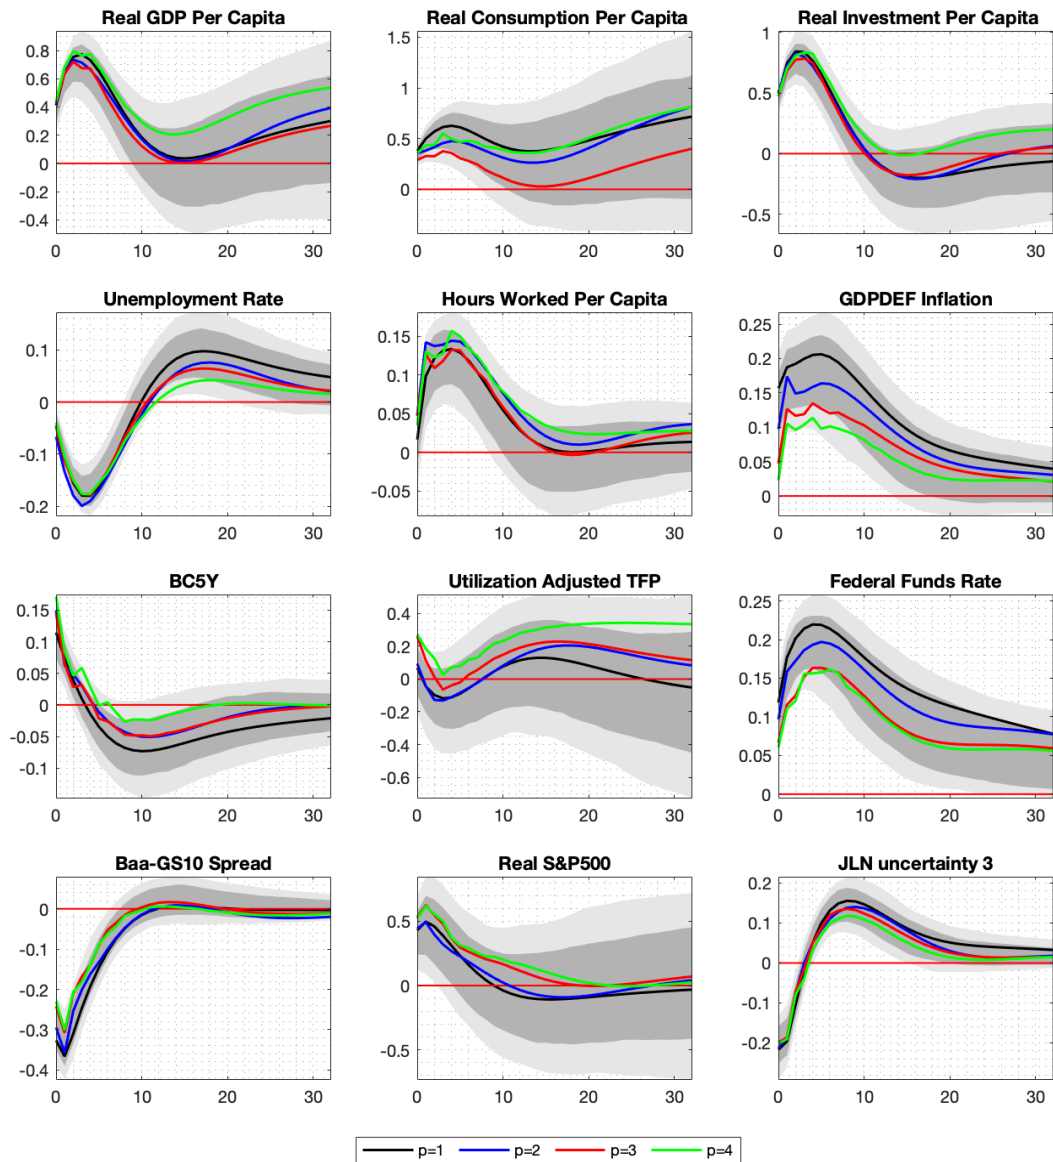 Real GDP Per Capita
0.8
0.6
0.4
0.2
0
-0.2
-0.4
0 10 20 30
Real Consumption Per Capita
1.5
1
0.5
0
0 10 20 30
Real Investment Per Capita
1
0.5
0
-0.5
0 10 20 30
Unemployment Rate
0.1
0
-0.1
-0.2
0 10 20 30
Hours Worked Per Capita
0.15
0.1
0.05
0
-0.05
0 10 20 30
GDPDEF Inflation
0.25
0.2
0.15
0.1
0.05
0
0 10 20 30
BC5Y
0.15
0.1
0.05
0
-0.05
-0.1
0 10 20 30
Utilization Adjusted TFP
0.4
0.2
0
-0.2
-0.4
-0.6
0 10 20 30
Federal Funds Rate
0.25
0.2
0.15
0.1
0.05
0
0 10 20 30
Baa-GS10 Spread
0
-0.1
-0.2
-0.3
-0.4
0 10 20 30
Real S&P500
0.5
0
-0.5
0 10 20 30
JLN uncertainty 3
0.2
0.1
0
-0.1
-0.2
0 10 20 30
p=1 p=2 p=3 p=4